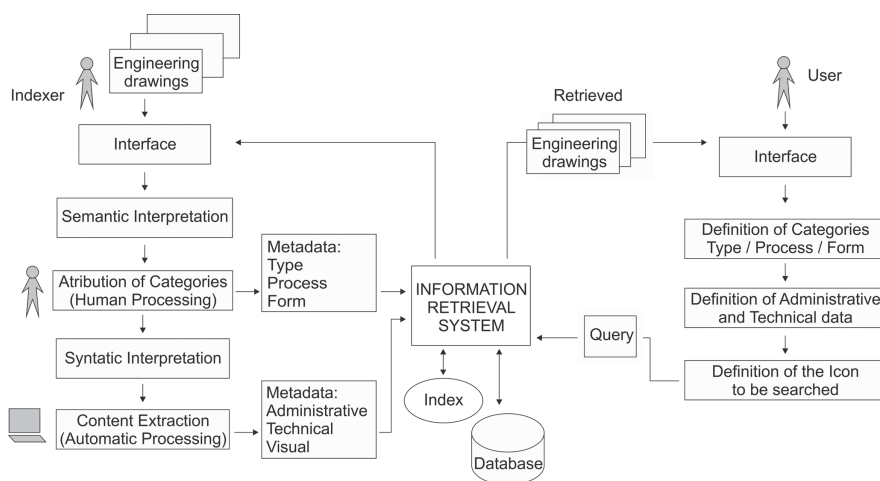 Indexer
Engineering
drawings
Interface
Semantic Interpretation
Atribution of Categories
(Human Processing)
Syntatic Interpretation
Content Extraction
(Automatic Processing)
Metadata:
Type
Process
Form
Metadata:
Administrative
Technical
Visual
INFORMATION
RETRIEVAL
SYSTEM
Index
Database
Retrieved
Engineering
drawings
User
Interface
Definition of Categories
Type / Process / Form
Definition of Administrative
and Technical data
Definition of the Icon
to be searched
Query